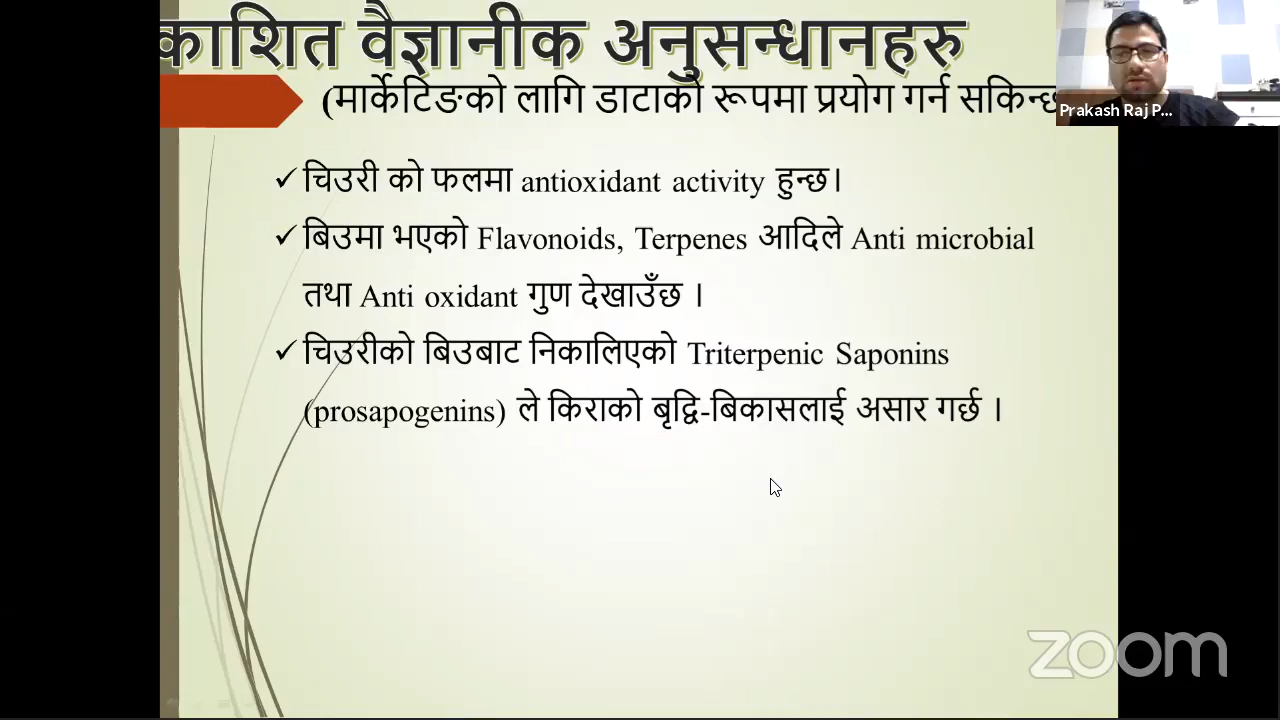 काशित वैज्ञानीक अनुसन्धानहरु
(मार्केटिङको लागि डाटाको रूपमा प्रयोग गर्न सकिन्छ
Prakash Raj P...
✓चिउरी को फलमा antioxidant activity हुन्छ।
✓बिउमा भएको Flavonoids, Terpenes आदिले Anti microbial
तथा Anti oxidant गुण देखाउँछ ।
✓चिउरीको बिउबाट निकालिएको Triterpenic Saponins
(prosapogenins) ले किराको बृद्वि-बिकासलाई असार गर्छ ।
zoom